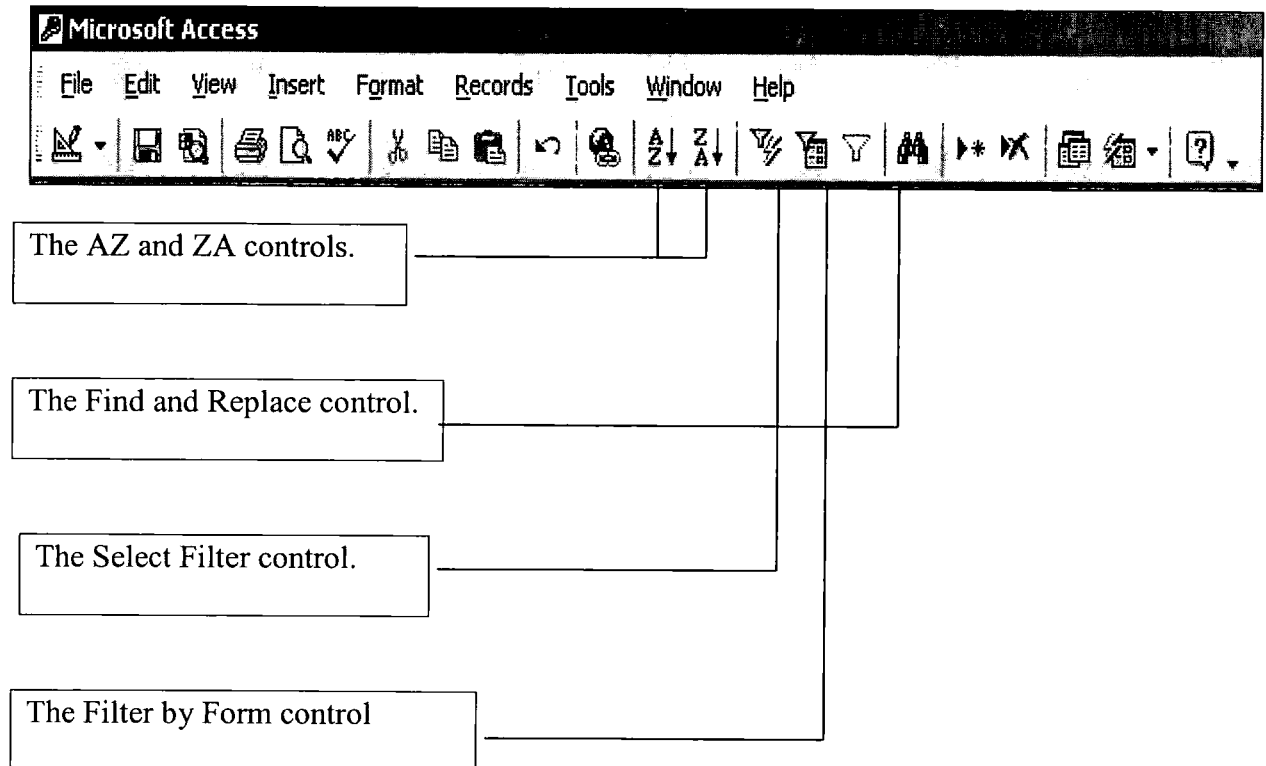 Microsoft Access
File Edit View Insert Format Records Tools Window Help
ABC A Z Z A ?
The AZ and ZA controls.
The Find and Replace control.
The Select Filter control.
The Filter by Form control